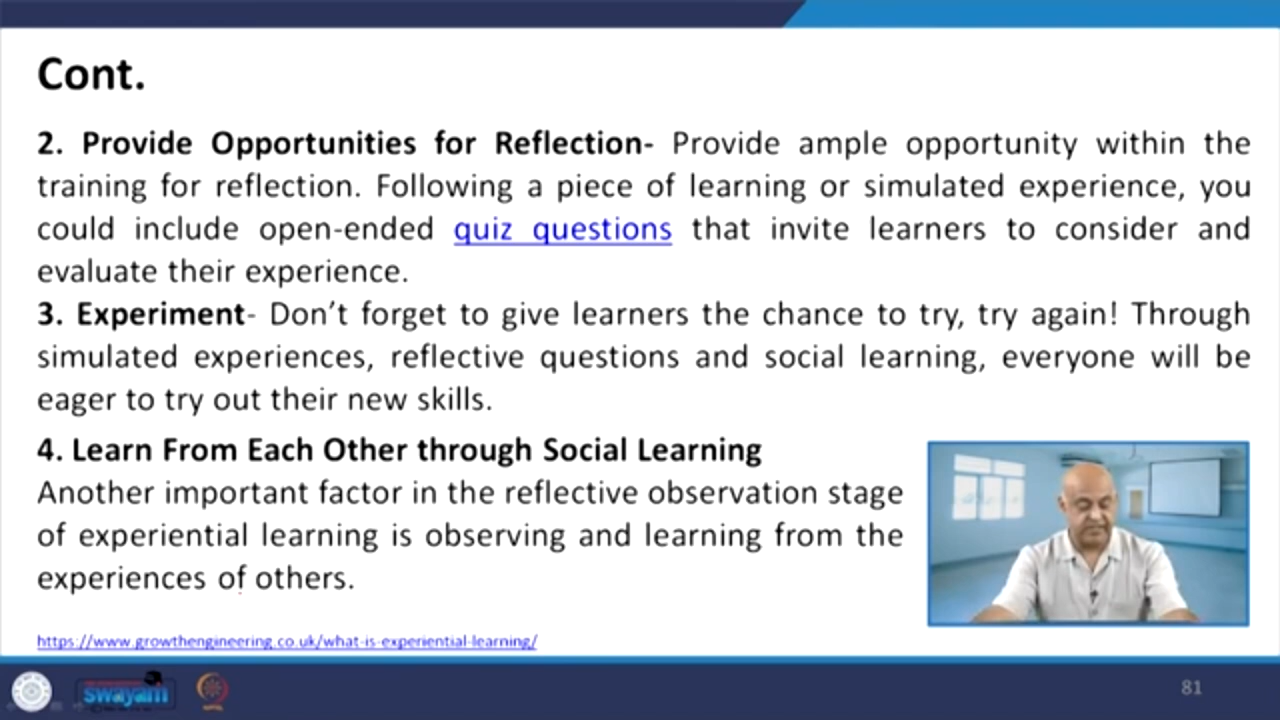 Cont.
2. Provide Opportunities for Reflection- Provide ample opportunity within the
training for reflection. Following a piece of learning or simulated experience, you
could include open-ended quiz questions that invite learners to consider and
evaluate their experience.
3. Experiment- Don't forget to give learners the chance to try, try again! Through
simulated experiences, reflective questions and social learning, everyone will be
eager to try out their new skills.
4. Learn From Each Other through Social Learning
Another important factor in the reflective observation stage
of experiential learning is observing and learning from the
experiences of others.
https://www.growthengineering.co.uk/what-is-experiential-learning/
swayam
81